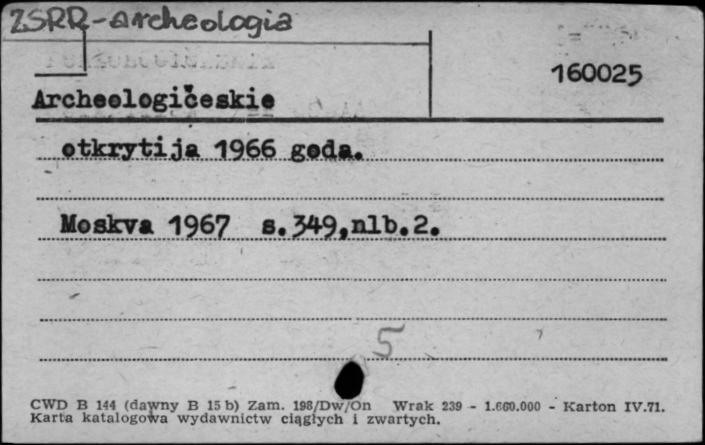 ZSRR-archeologia
160025
Archeologičeskie
otkrytija 1966 goda.
Moskva 1967 s.349,nlb.2.
5
CWD B 144 (dawny B 15 b) Zam. 198/Dw/On Wrak 239 - 1.660.000 - Karton IV.71.
Karta katalogowa wydawnictw ciągłych i zwartych.